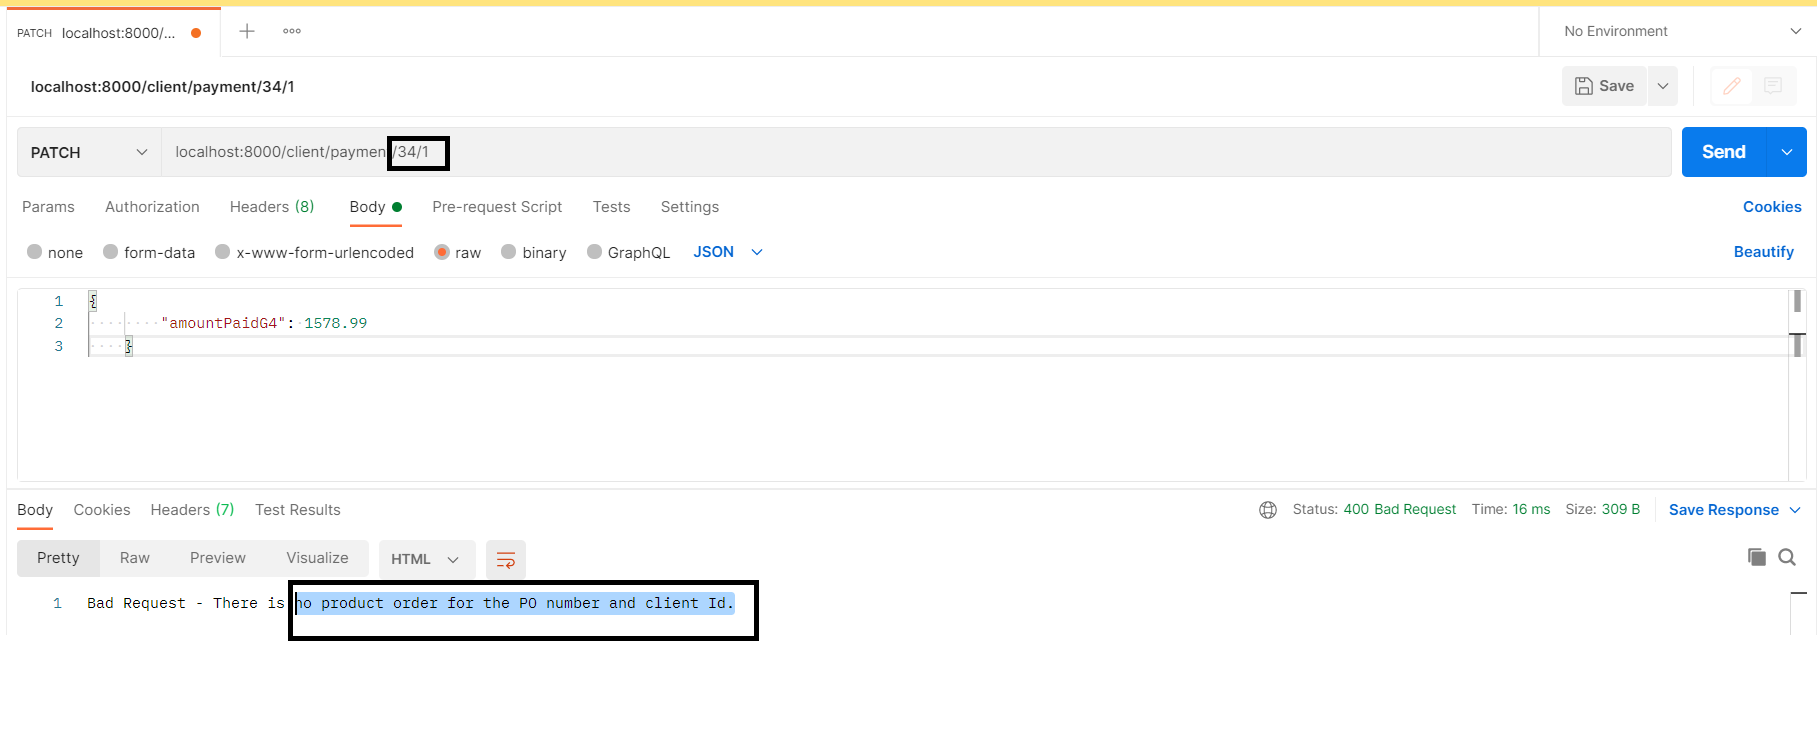 PATCH localhost:8000/...
No Environment
localhost:8000/client/payment/34/1
Save
PATCH localhost:8000/client/paymen /34/1
Send
Params Authorization Headers (8) Body Pre-request Script Tests Settings Cookies
none form-data x-www-form-urlencoded raw binary GraphQL JSON Beautify
1 {
2 "amountPaidG4": 1578.99
3 }
Body Cookies Headers (7) Test Results Status: 400 Bad Request Time: 16 ms Size: 309 B Save Response
Pretty Raw Preview Visualize HTML
1 Bad Request - There is no product order for the PO number and client Id.